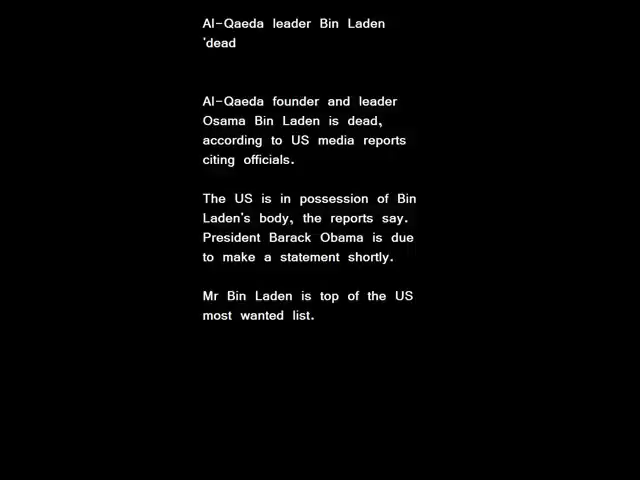 Al-Qaeda leader Bin Laden
'dead
Al-Qaeda founder and leader
Osama Bin Laden is dead,
according to US media reports
citing officials.
The US is in possession of Bin
Laden's body, the reports say.
President Barack Obama is due
to make a statement shortly.
Mr Bin Laden is top of the US
most wanted list.